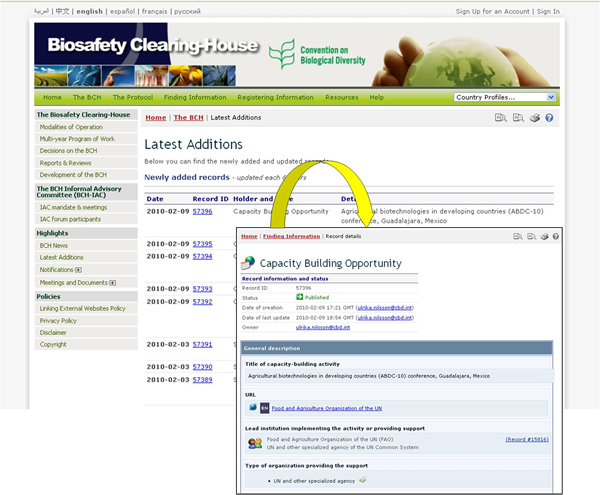 العربية | 中文 | english | español | français | русский
Sign Up for an Account | Sign In
Biosafety Clearing-House
Convention on
Biological Diversity
Home The BCH The Protocol Finding Information Registering Information Resources Help
Country Profiles...
The Biosafety Clearing-House
Modalities of Operation
Multi-year Program of Work
Decisions on the BCH
Reports & Reviews
Development of the BCH
The BCH Informal Advisory
Committee (BCH-IAC)
IAC mandate & meetings
IAC forum participants
Highlights
BCH News
Latest Additions
Notifications
Meetings and Documents
Policies
Linking External Websites Policy
Privacy Policy
Disclaimer
Copyright
Home | The BCH | Latest Additions
Latest Additions
Below you can find the newly added and updated records
Newly added records - updated each hours
Date Record ID Holder and Details
2010-02-09 57396 Capacity Building Opportunity Agricultural biotechnologies in developing countries (ABDC-10)
conference, Guadalajara, Mexico
2010-02-09 57395
2010-02-09 57394
2010-02-09 57393
2010-02-09 57392
2010-02-03 57391
2010-02-03 57390
2010-02-03 57389
Home | Finding Information | Record details
Capacity Building Opportunity
Record information and status
Record ID 57396
Status Published
Date of creation 2010-02-09 17:21 GMT (ulrika.nilsson@cbd.int)
Date of last update 2010-02-09 18:54 GMT (ulrika.nilsson@cbd.int)
Owner ulrika.nilsson@cbd.int
General description
Title of capacity-building activity
Agricultural biotechnologies in developing countries (ABDC-10) conference, Guadalajara, Mexico
URL
EN Food and Agriculture Organization of the UN
Lead institution implementing the activity or providing support
Food and Agriculture Organization of the UN (FAO) (Record #15816)
UN and other specialized agency of the UN Common System
Type of organization providing the support
• UN and other specialized agency